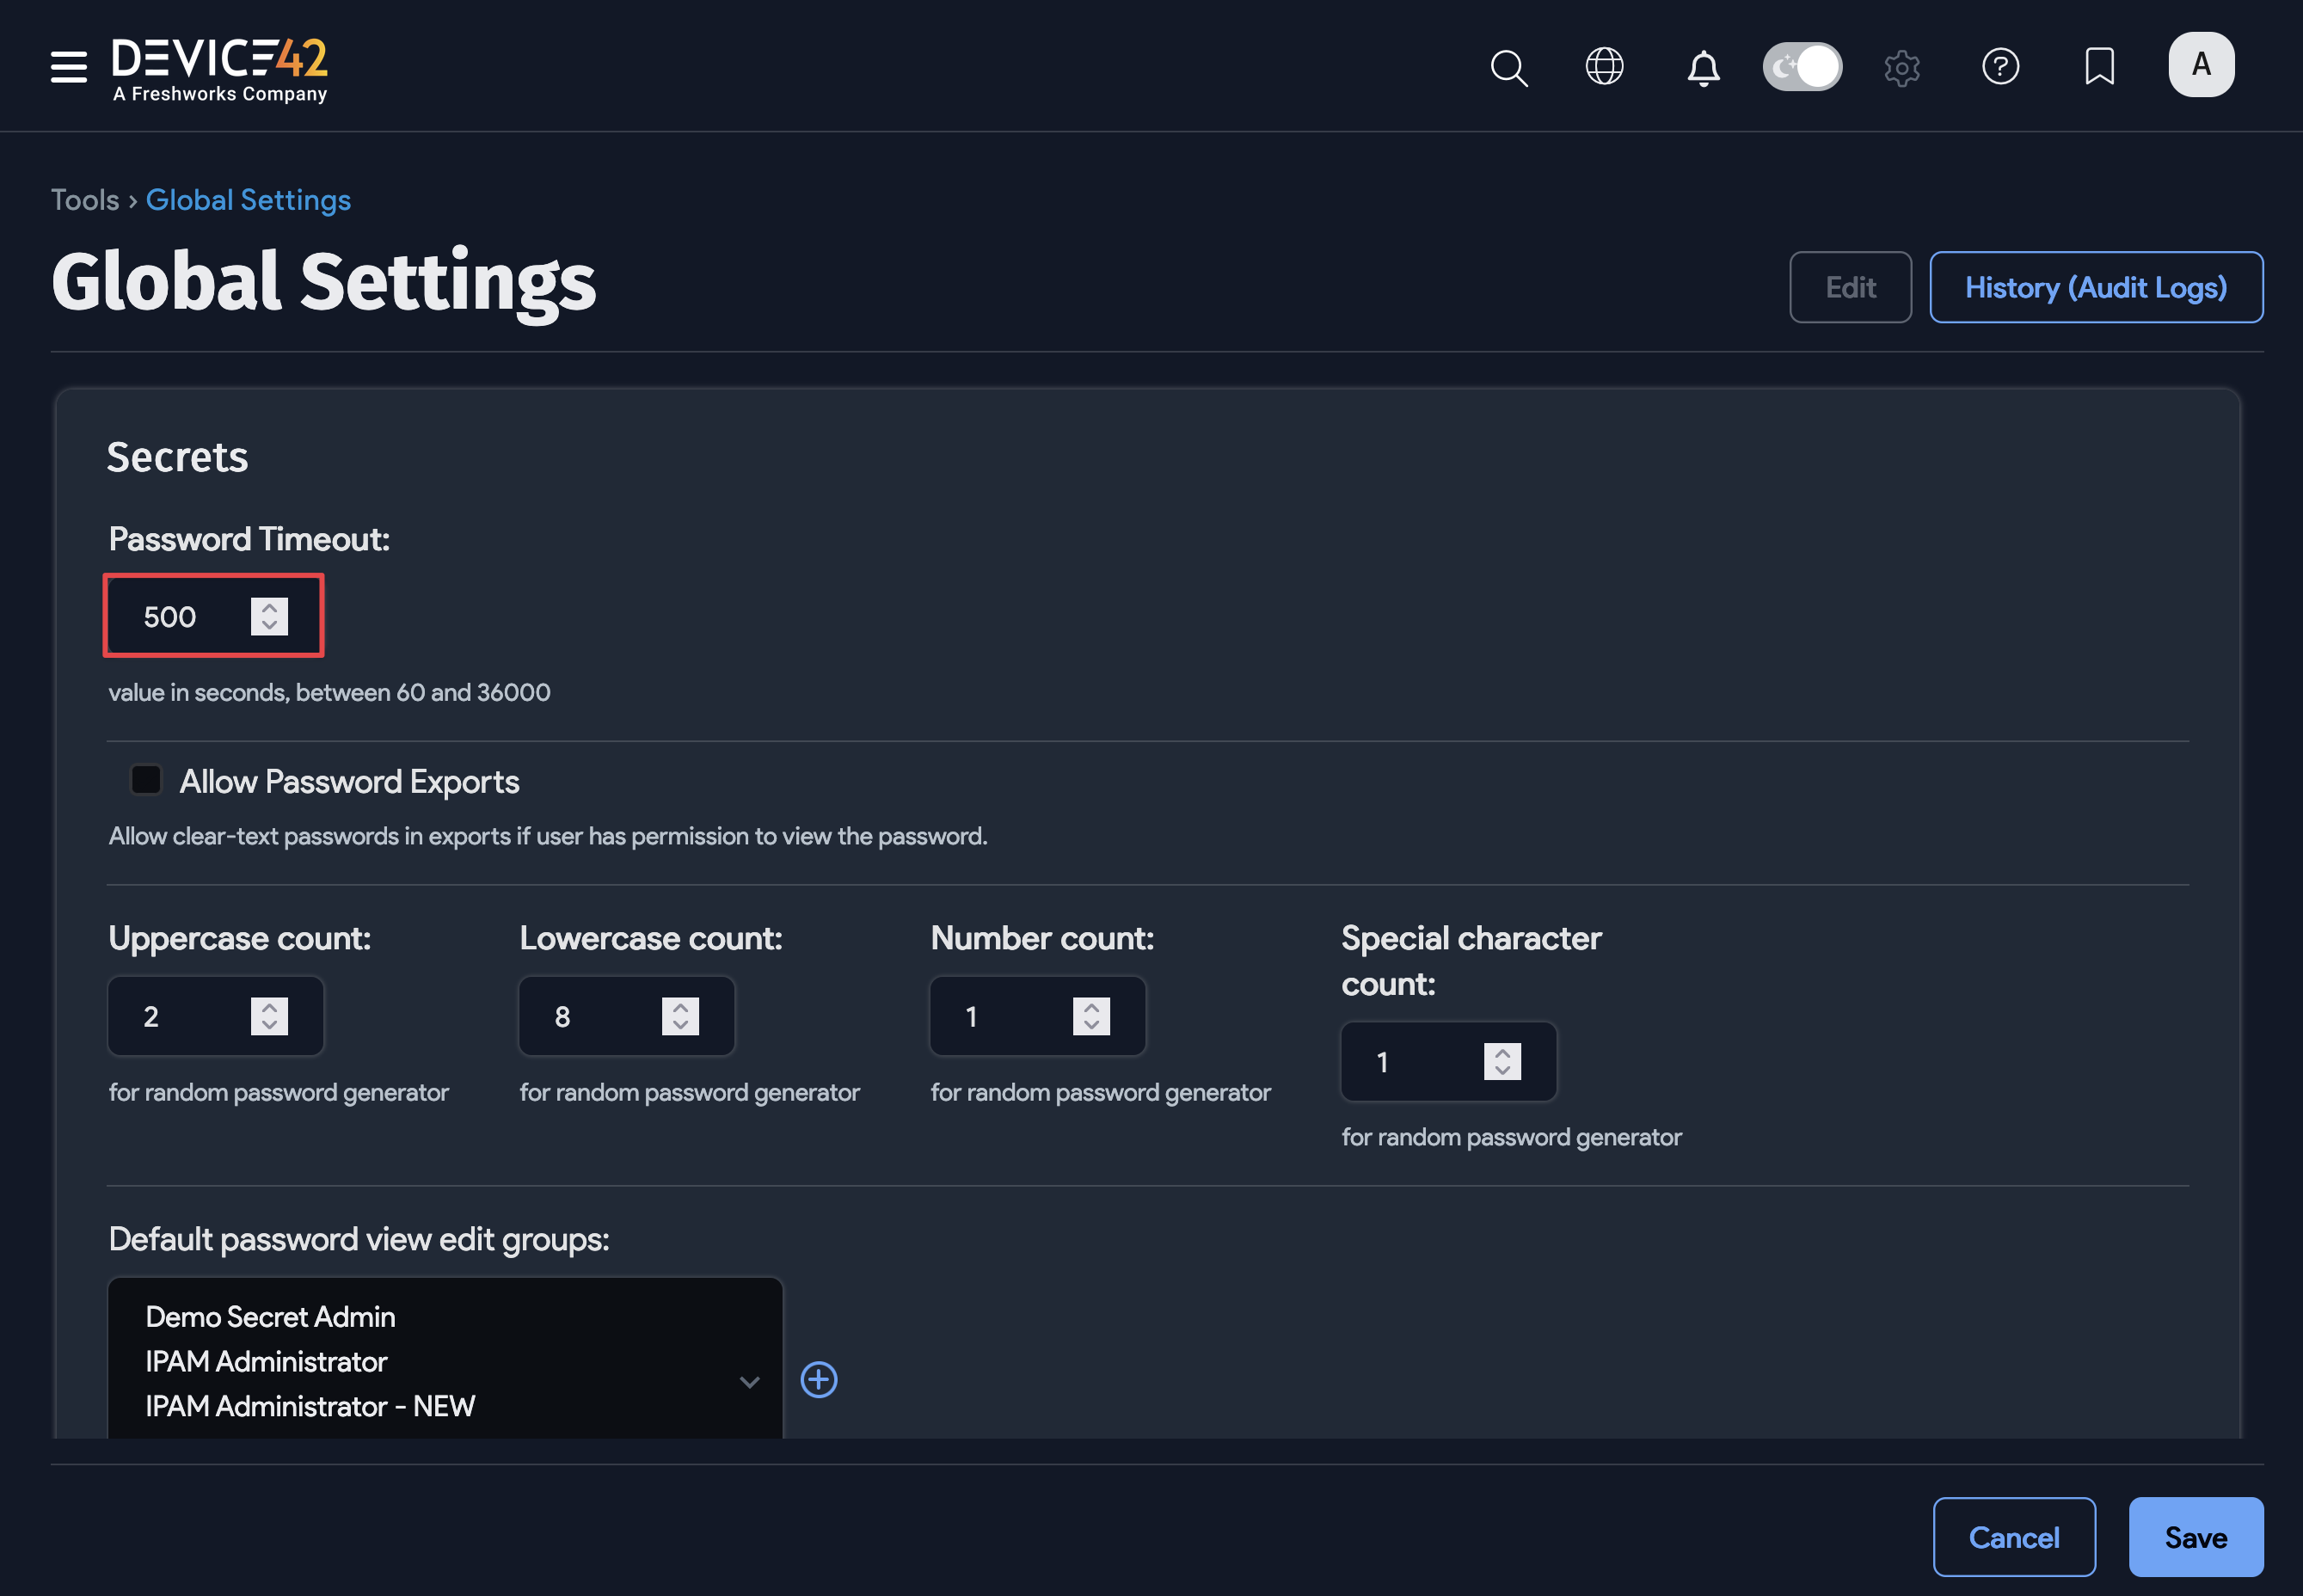 DEVICE42
A Freshworks Company
A
Tools › Global Settings
Global Settings
Edit
History (Audit Logs)
Secrets
Password Timeout:
500
value in seconds, between 60 and 36000
Allow Password Exports
Allow clear-text passwords in exports if user has permission to view the password.
Uppercase count:
2
for random password generator
Lowercase count:
8
for random password generator
Number count:
1
for random password generator
Special character
count:
1
for random password generator
Default password view edit groups:
Demo Secret Admin
IPAM Administrator
IPAM Administrator - NEW
Cancel
Save